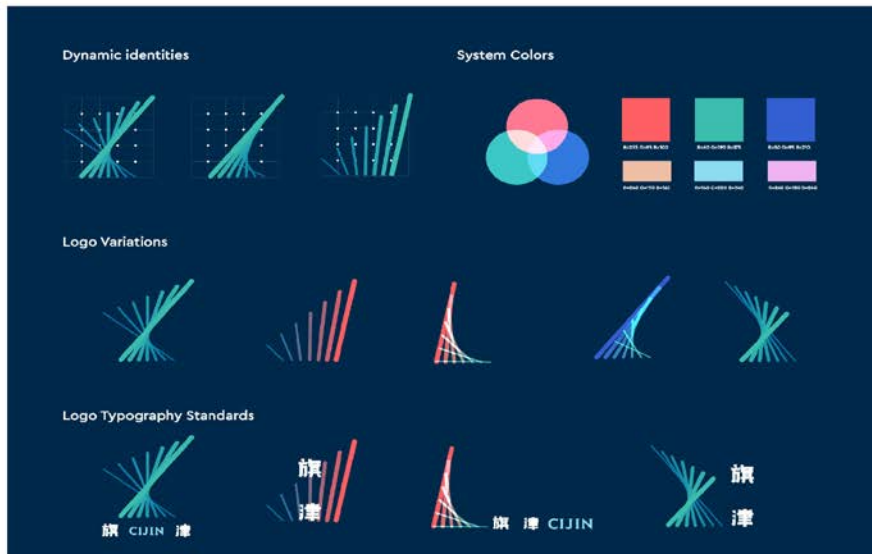 Dynamic identities
System Colors
Logo Variations
Logo Typography Standards
旗 CIJIN 津
旗
津
旗 津 CIJIN
旗
津